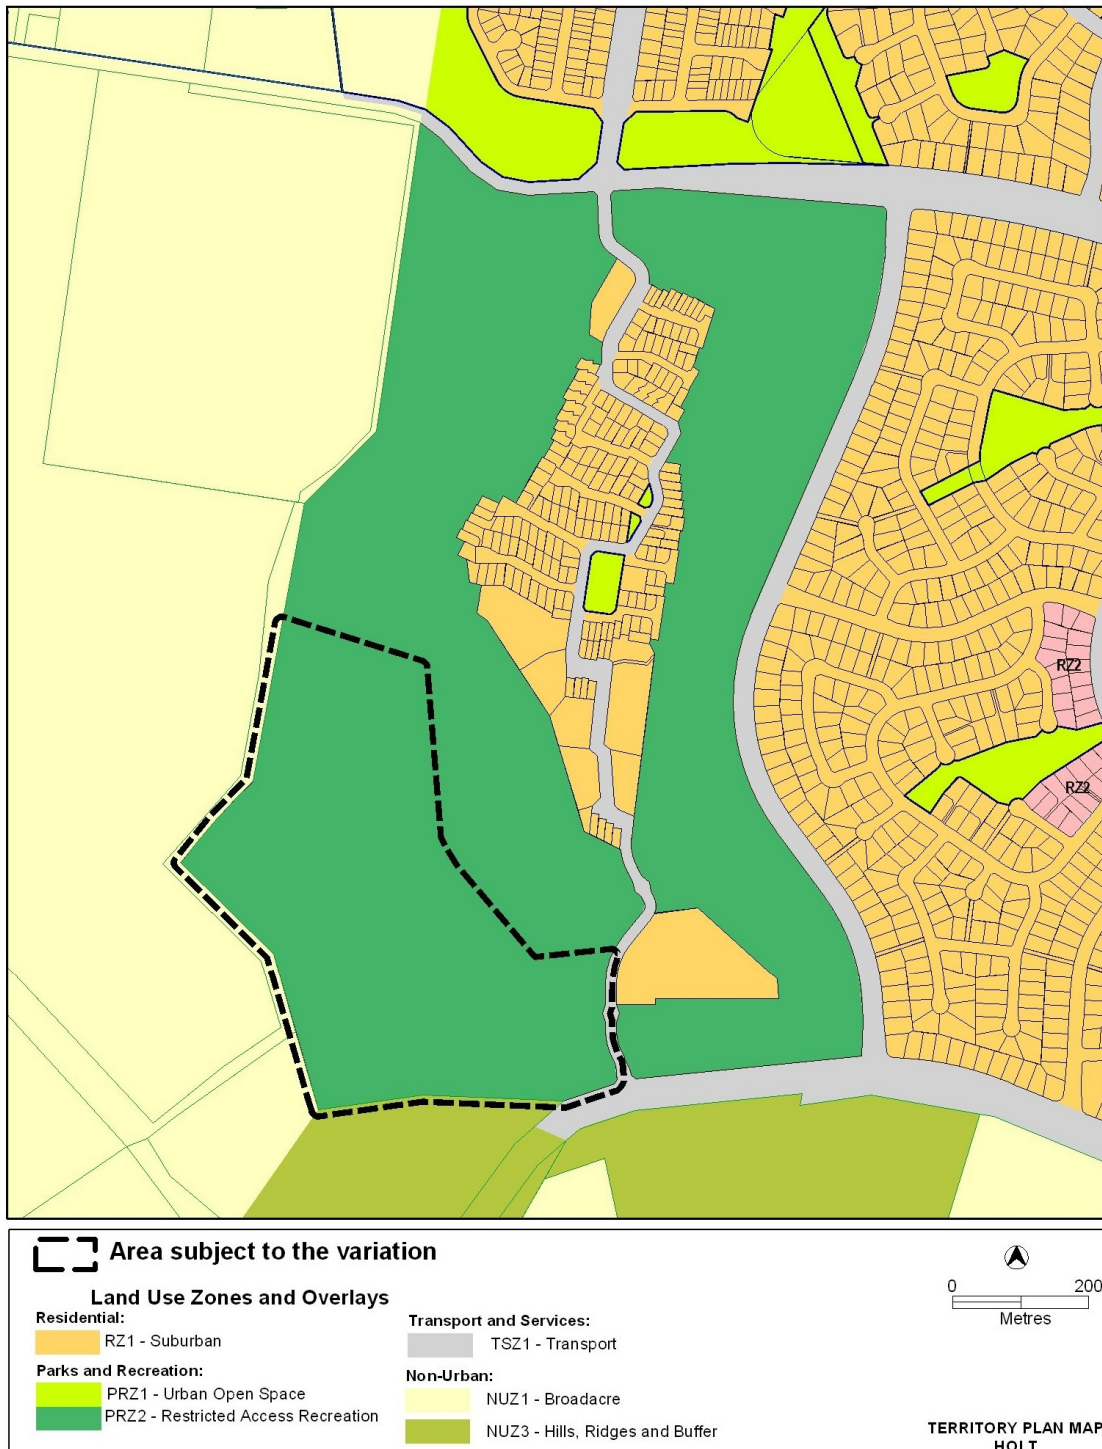 RZ2
RZ2
Area subject to the variation
Land Use Zones and Overlays
Residential:
RZ1 - Suburban
Parks and Recreation:
PRZ1 - Urban Open Space
PRZ2 - Restricted Access Recreation
Transport and Services:
TSZ1 - Transport
Non-Urban:
NUZ1 - Broadacre
NUZ3 - Hills, Ridges and Buffer
0 200
Metres
TERRITORY PLAN MAP
HOLT